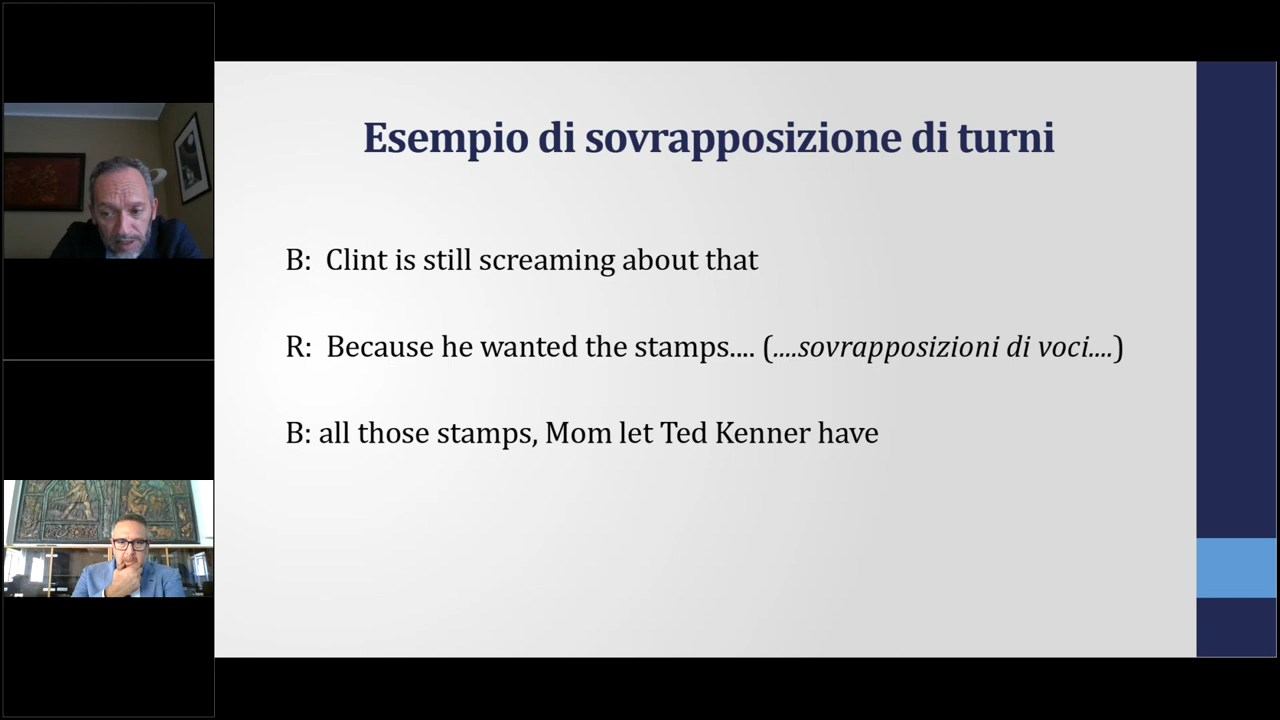 Esempio di sovrapposizione di turni
B: Clint is still screaming about that
R: Because he wanted the stamps.... (....sovrapposizioni di voci....)
B: all those stamps, Mom let Ted Kenner have